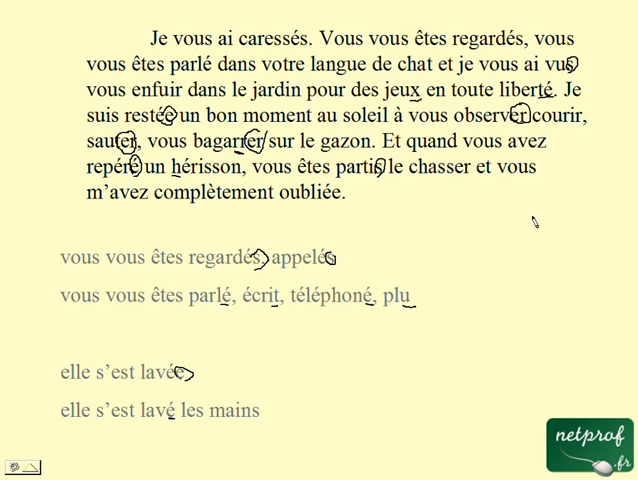 Je vous ai caressés. Vous vous êtes regardés, vous
vous êtes parlé dans votre langue de chat et je vous ai vus
vous enfuir dans le jardin pour des jeux en toute liberté. Je
suis restée un bon moment au soleil à vous observer courir,
sauter, vous bagarrer sur le gazon. Et quand vous avez
repéré un hérisson, vous êtes partis le chasser et vous
m’avez complètement oubliée.
vous vous êtes regardés, appelés
vous vous êtes parlé, écrit, téléphoné, plu
elle s’est lavée
elle s’est lavé les mains
netprof
.fr